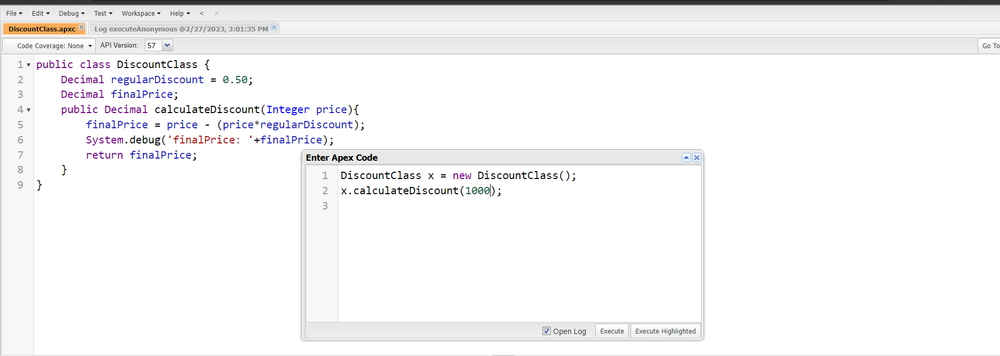 File Edit Debug Test Workspace Help < >
DiscountClass.apxc Log executeAnonymous @2/27/2023, 3:01:35 PM
Code Coverage: None API Version: 57 Go To
1 public class DiscountClass {
2 Decimal regularDiscount = 0.50;
3 Decimal finalPrice;
4 public Decimal calculateDiscount(Integer price){
5 finalPrice = price - (price*regularDiscount);
6 System.debug('finalPrice: '+finalPrice);
7 return finalPrice;
8 }
9 }
Enter Apex Code
1 DiscountClass x = new DiscountClass();
2 x.calculateDiscount(1000);
3
Open Log Execute Execute Highlighted